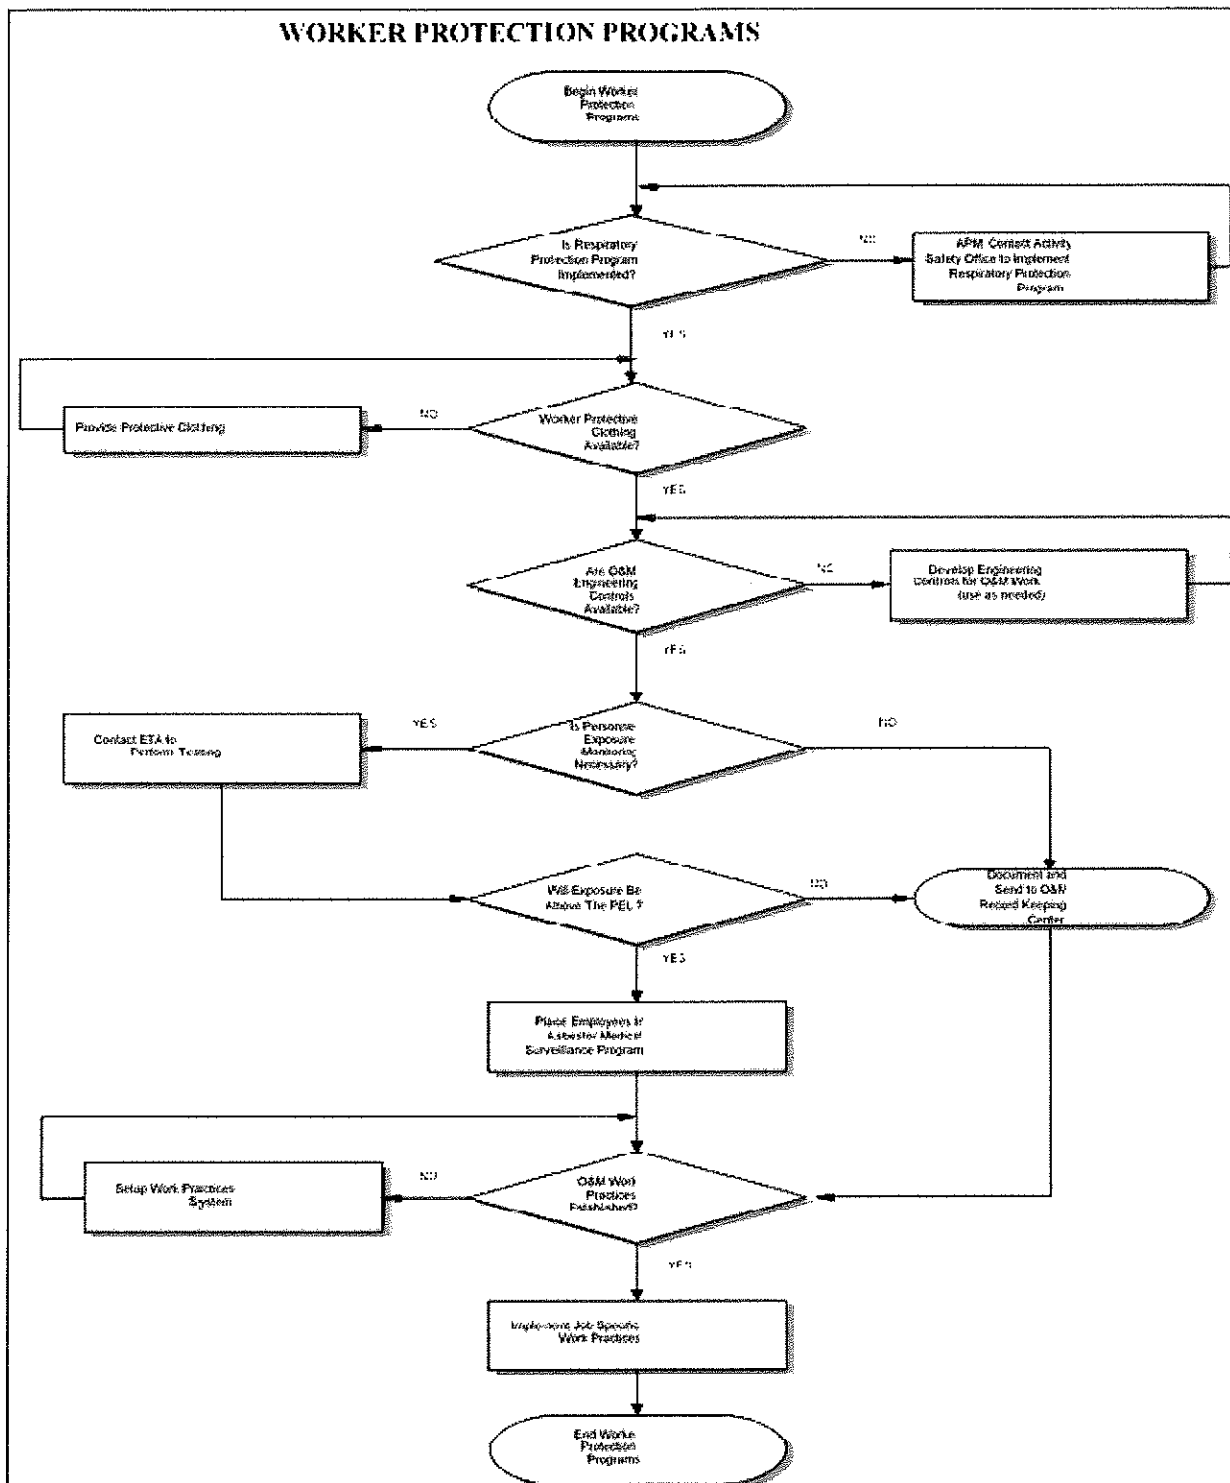 WORKER PROTECTION PROGRAMS
Begin Worker
Protection
Programs
Is Respiratory
Protection Program
Implemented?
NO
APM Contact Activity
Safety Office to Implement
Respiratory Protection
Program
YES
Provide Protective Clothing
NO
Worker Protective
Clothing
Available?
YES
Are O&M
Engineering
Controls
Available?
NO
Develop Engineering
Controls for O&M Work
(use as needed)
YES
Contact ETA to
Perform Testing
YES
Is Personnel
Exposure
Monitoring
Necessary?
NO
Will Exposure Be
Above The PEL ?
NO
Document and
Send to O&M
Record Keeping
Center
YES
Place Employees in
Asbestos Medical
Surveillance Program
Setup Work Practices
System
NO
O&M Work
Practices
Established?
YES
Implement Job Specific
Work Practices
End Worker
Protection
Programs